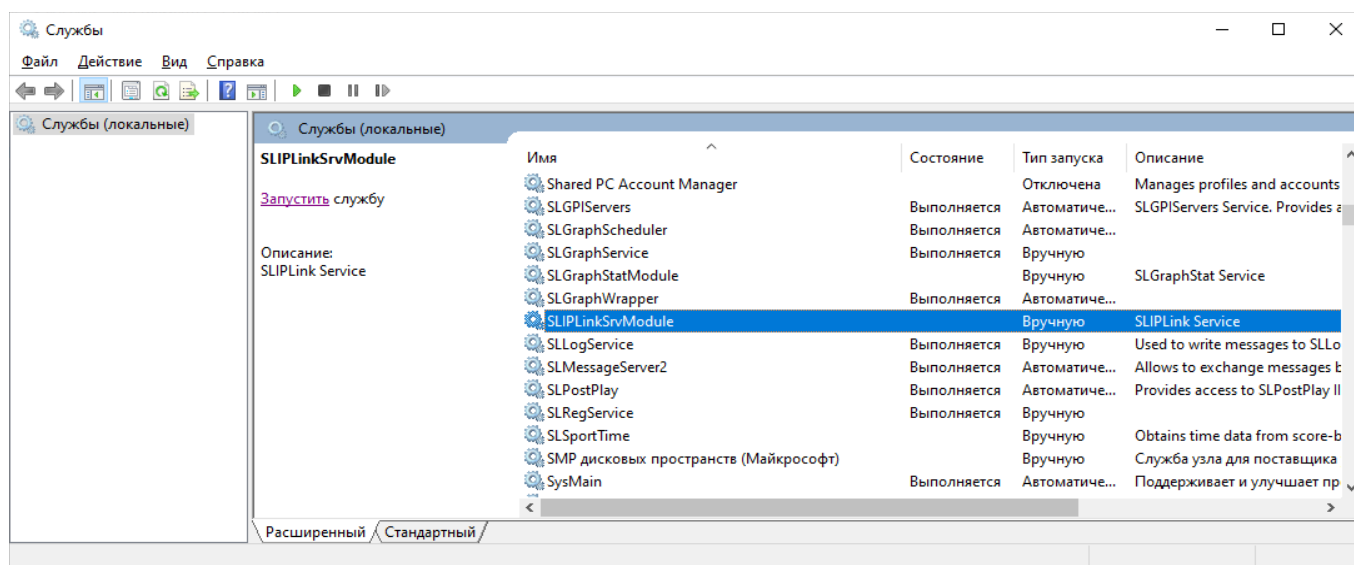 Службы
Файл Действие Вид Справка
Службы (локальные)
Службы (локальные)
SLIPLinkSrvModule
Запустить службу
Описание:
SLIPLink Service
Имя Состояние Тип запуска Описание
Shared PC Account Manager Отключена Manages profiles and accounts
SLGPIServers Выполняется Автоматиче... SLGPIServers Service. Provides a
SLGraphScheduler Выполняется Автоматиче...
SLGraphService Выполняется Вручную
SLGraphStatModule Вручную SLGraphStat Service
SLGraphWrapper Выполняется Автоматиче...
SLIPLinkSrvModule Вручную SLIPLink Service
SLLogService Выполняется Вручную Used to write messages to SLLo
SLMessageServer2 Выполняется Автоматиче... Allows to exchange messages b
SLPostPlay Выполняется Автоматиче... Provides access to SLPostPlay
SLRegService Выполняется Вручную
SLSportTime Вручную Obtains time data from score-b
SMP дисковых пространств (Майкрософт) Вручную Служба узла для поставщика
SysMain Выполняется Автоматиче... Поддерживает и улучшает пр
Расширенный Стандартный